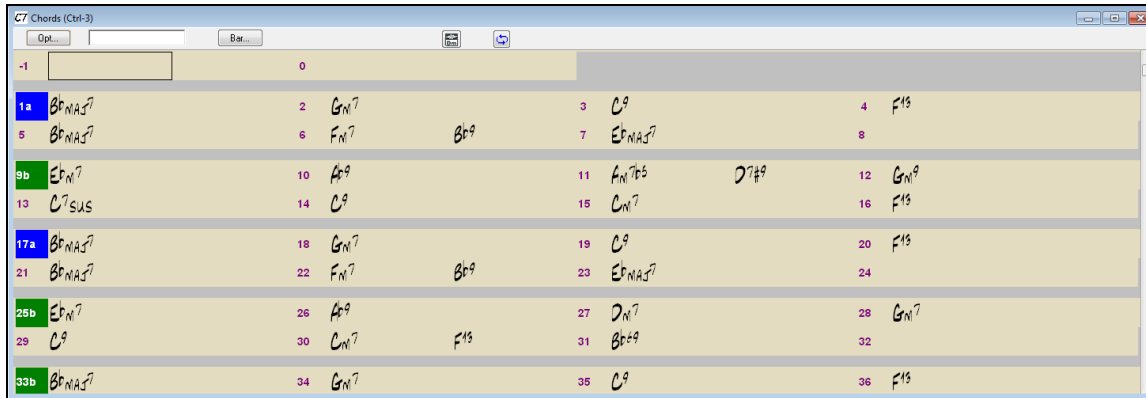 C7 Chords (Ctrl-3)
Opt... Bar...
-1 0
1a BbMAJ7 2 GM7 3 C9 4 F13
5 BbMAJ7 6 FM7 Bb9 7 EbMAJ7 8
9b EbM7 10 Ab9 11 AM7b5 D7#9 12 GM9
13 C7sus 14 C9 15 CM7 16 F13
17a BbMAJ7 18 GM7 19 C9 20 F13
21 BbMAJ7 22 FM7 Bb9 23 EbMAJ7 24
25b EbM7 26 Ab9 27 DM7 28 GM7
29 C9 30 CM7 F13 31 Bb69 32
33b BbMAJ7 34 GM7 35 C9 36 F13